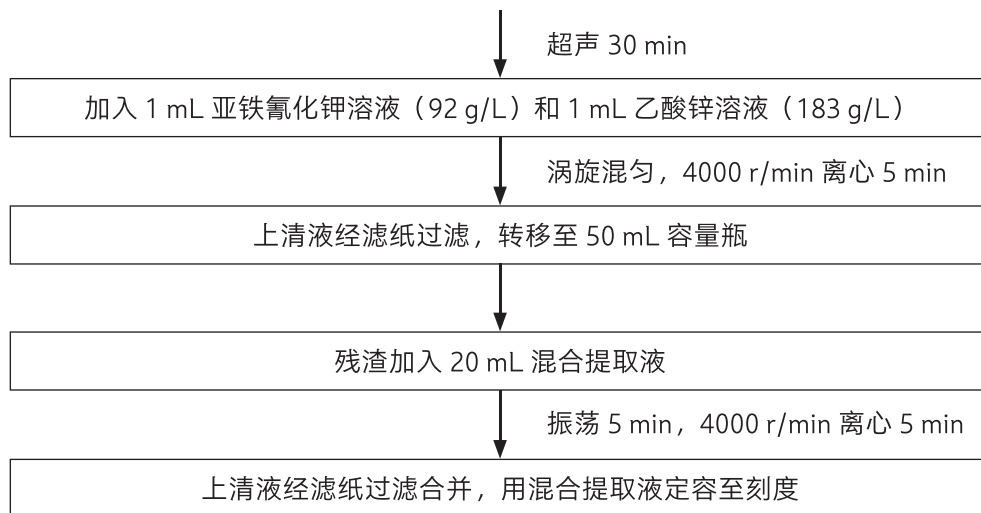 超声 30 min
加入 1 mL 亚铁氰化钾溶液（92 g/L）和 1 mL 乙酸锌溶液（183 g/L）
涡旋混匀，4000 r/min 离心 5 min
上清液经滤纸过滤，转移至 50 mL 容量瓶
残渣加入 20 mL 混合提取液
振荡 5 min，4000 r/min 离心 5 min
上清液经滤纸过滤合并，用混合提取液定容至刻度